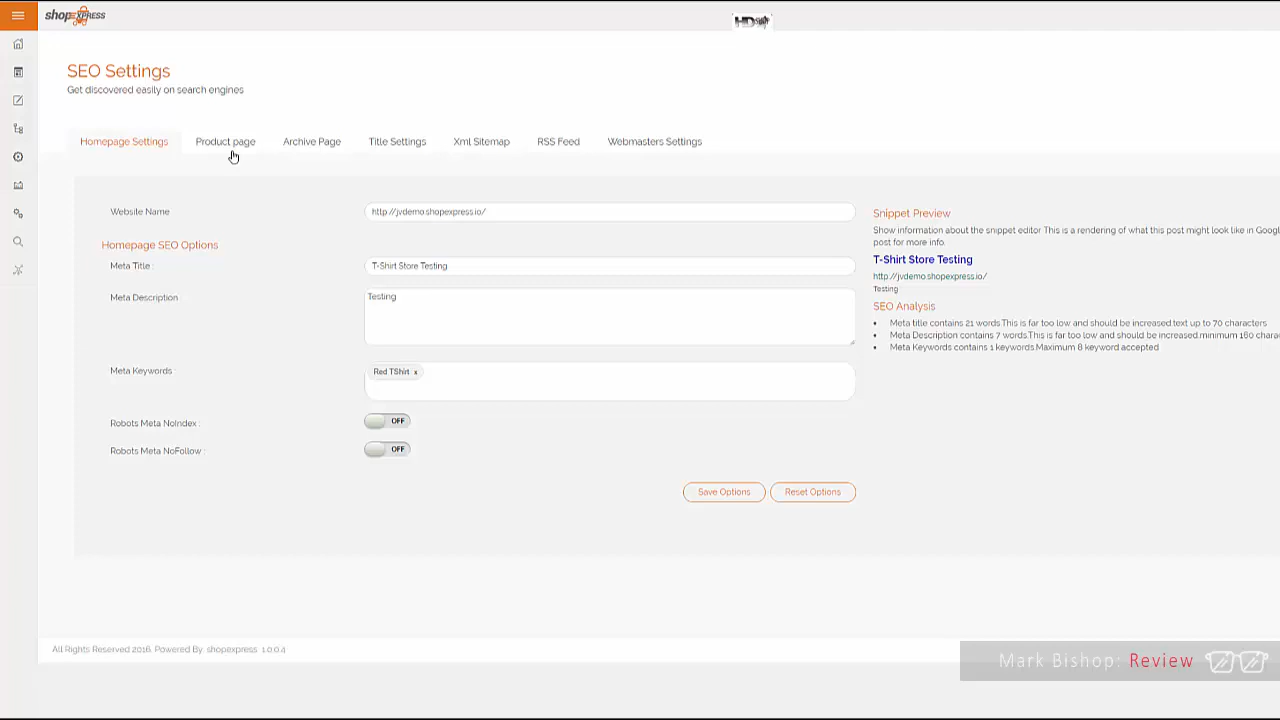 shopExpress
HD
SEO Settings
Get discovered easily on search engines
Homepage Settings
Product page
Archive Page
Title Settings
Xml Sitemap
RSS Feed
Webmasters Settings
Website Name
http://jvdemo.shopexpress.io/
Homepage SEO Options
Meta Title :
T-Shirt Store Testing
Meta Description :
Testing
Meta Keywords :
Red TShirt x
Robots Meta NoIndex :
OFF
Robots Meta NoFollow :
OFF
Save Options
Reset Options
Snippet Preview
Show information about the snippet editor This is a rendering of what this post might look like in Googl
post for more info.
T-Shirt Store Testing
http://jvdemo.shopexpress.io/
Testing
SEO Analysis
• Meta title contains 21 words.This is far too low and should be increased.text up to 70 characters
• Meta Description contains 7 words.This is far too low and should be increased.minimum 160 chara
• Meta Keywords contains 1 keywords.Maximum 8 keyword accepted
All Rights Reserved 2016. Powered By: shopexpress 1.0.0.4
Mark Bishop: Review